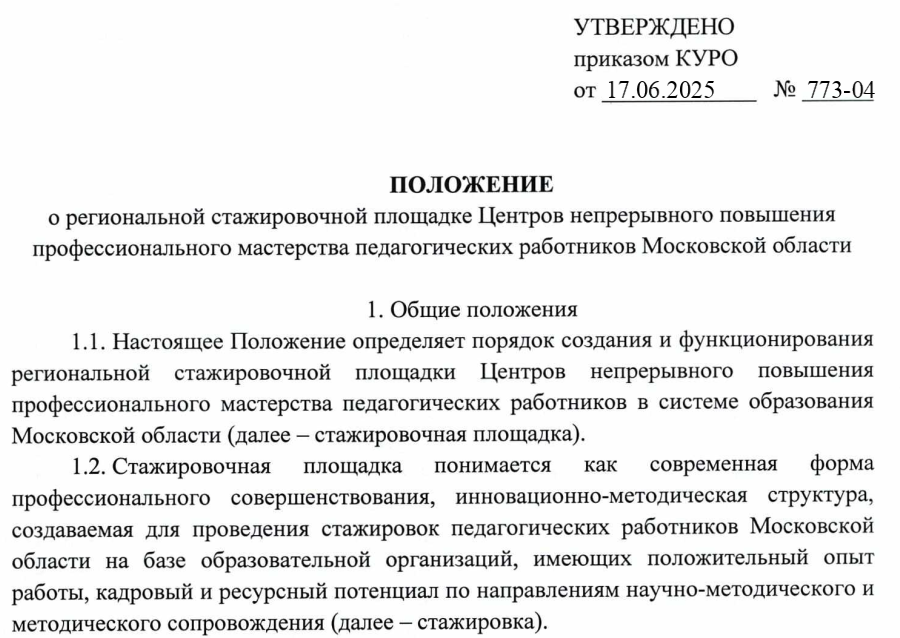 УТВЕРЖДЕНО
приказом КУРО
от 17.06.2025 № 773-04
ПОЛОЖЕНИЕ
о региональной стажировочной площадке Центров непрерывного повышения
профессионального мастерства педагогических работников Московской области
1. Общие положения
1.1. Настоящее Положение определяет порядок создания и функционирования
региональной стажировочной площадки Центров непрерывного повышения
профессионального мастерства педагогических работников в системе образования
Московской области (далее – стажировочная площадка).
1.2. Стажировочная площадка понимается как современная форма
профессионального совершенствования, инновационно-методическая структура,
создаваемая для проведения стажировок педагогических работников Московской
области на базе образовательной организаций, имеющих положительный опыт
работы, кадровый и ресурсный потенциал по направлениям научно-методического и
методического сопровождения (далее – стажировка).